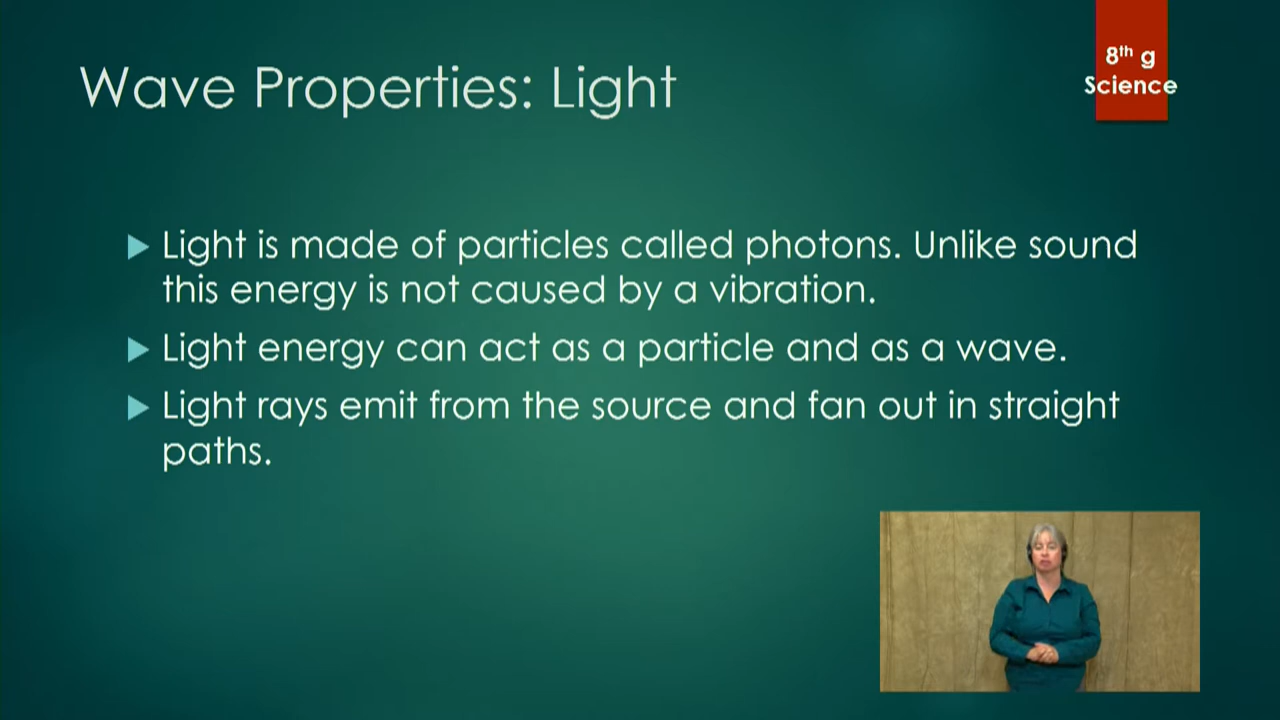 Wave Properties: Light
8th g
Science
Light is made of particles called photons. Unlike sound
this energy is not caused by a vibration.
Light energy can act as a particle and as a wave.
Light rays emit from the source and fan out in straight
paths.